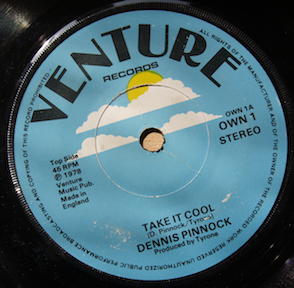 VENTURE
RECORDS
ALL RIGHTS OF THE MANUFACTURER AND OF THE OWNER OF THE RECORDED WORK RESERVED UNAUTHORIZED PUBLIC PERFORMANCE BROADCASTING AND COPYING OF THIS RECORD PROHIBITED
OWN 1A
OWN 1
STEREO
Top Side
45 RPM
℗ 1978
Venture
Music Pub.
Made in
England
TAKE IT COOL
(D. Pinnock/Tyrone)
DENNIS PINNOCK
Produced by Tyrone